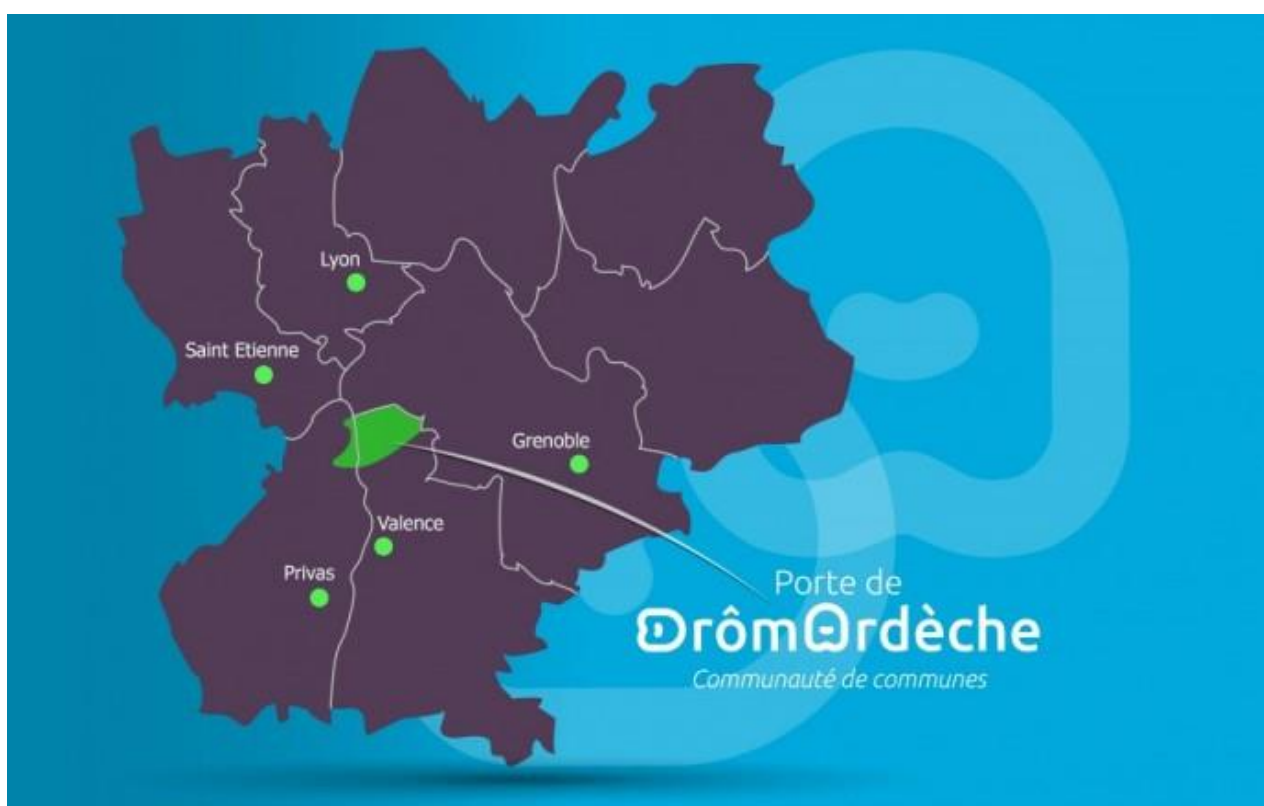 Lyon
Saint Etienne
Grenoble
Valence
Privas
Porte de
DrômArdèche
Communauté de communes